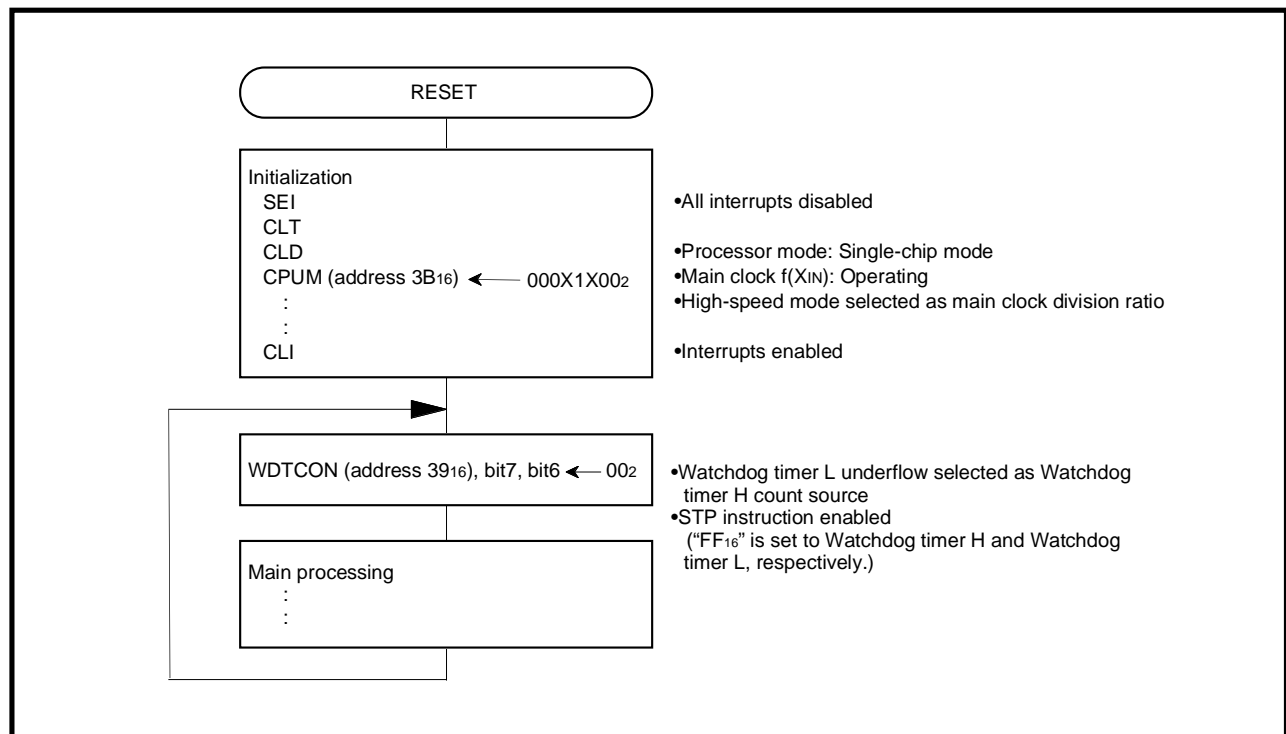 RESET
Initialization
SEI
•All interrupts disabled
CLT
CLD
•Processor mode: Single-chip mode
CPUM (address 3B16) 000X1X002
•Main clock f(XIN): Operating
:
•High-speed mode selected as main clock division ratio
:
CLI
•Interrupts enabled
WDTCON (address 3916), bit7, bit6 002
•Watchdog timer L underflow selected as Watchdog
timer H count source
•STP instruction enabled
(“FF16” is set to Watchdog timer H and Watchdog
timer L, respectively.)
Main processing
:
: